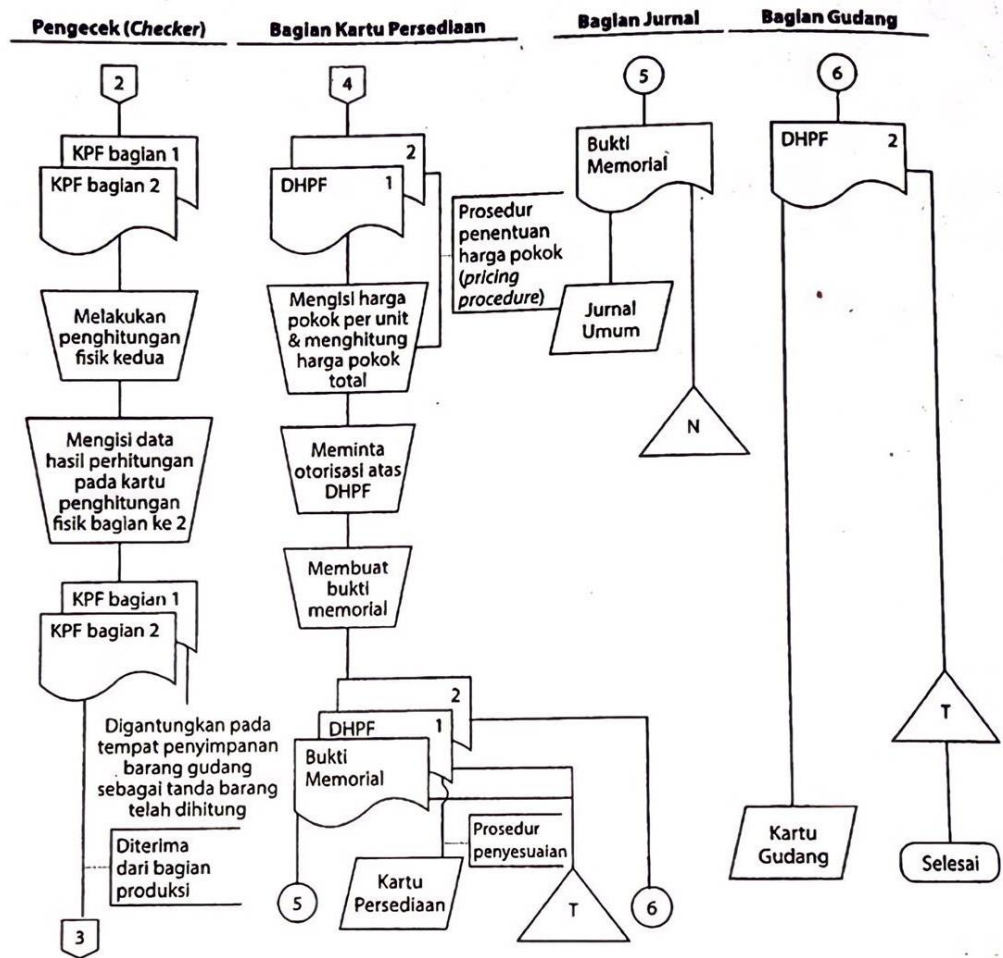 Pengecek (Checker)
Bagian Kartu Persediaan
Bagian Jurnal
Bagian Gudang
2
KPF bagian 1
KPF bagian 2
Melakukan
penghitungan
fisik kedua
Mengisi data
hasil perhitungan
pada kartu
penghitungan
fisik bagian ke 2
KPF bagian 1
KPF bagian 2
Digantungkan pada
tempat penyimpanan
barang gudang
sebagai tanda barang
telah dihitung
Diterima
dari bagian
produksi
3
4
2
DHPF 1
Prosedur
penentuan
harga pokok
(pricing
procedure)
Mengisi harga
pokok per unit
& menghitung
harga pokok
total
Meminta
otorisasi atas
DHPF
Membuat
bukti
memorial
2
DHPF 1
Bukti
Memorial
Prosedur
penyesuaian
5
Kartu
Persediaan
T
6
5
Bukti
Memorial
Jurnal
Umum
N
6
DHPF 2
T
Kartu
Gudang
Selesai